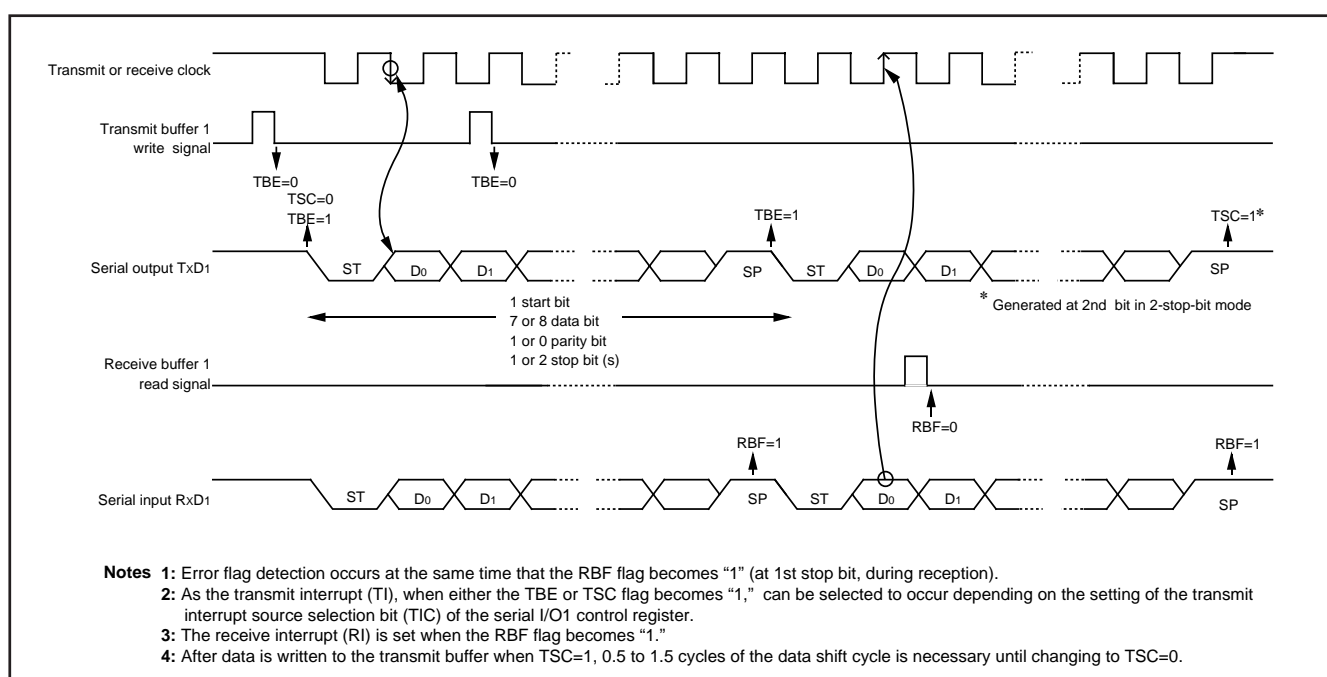 Transmit or receive clock
Transmit buffer 1
write signal
TBE=0
TBE=0
TSC=0
TBE=1
TBE=1
TSC=1*
Serial output TxD1
ST
D0
D1
SP
ST
D0
D1
SP
* Generated at 2nd bit in 2-stop-bit mode
1 start bit
7 or 8 data bit
1 or 0 parity bit
1 or 2 stop bit (s)
Receive buffer 1
read signal
RBF=0
RBF=1
RBF=1
Serial input RxD1
ST
D0
D1
SP
ST
D0
D1
SP
Notes 1: Error flag detection occurs at the same time that the RBF flag becomes “1” (at 1st stop bit, during reception).
2: As the transmit interrupt (TI), when either the TBE or TSC flag becomes “1,” can be selected to occur depending on the setting of the transmit
interrupt source selection bit (TIC) of the serial I/O1 control register.
3: The receive interrupt (RI) is set when the RBF flag becomes “1.”
4: After data is written to the transmit buffer when TSC=1, 0.5 to 1.5 cycles of the data shift cycle is necessary until changing to TSC=0.